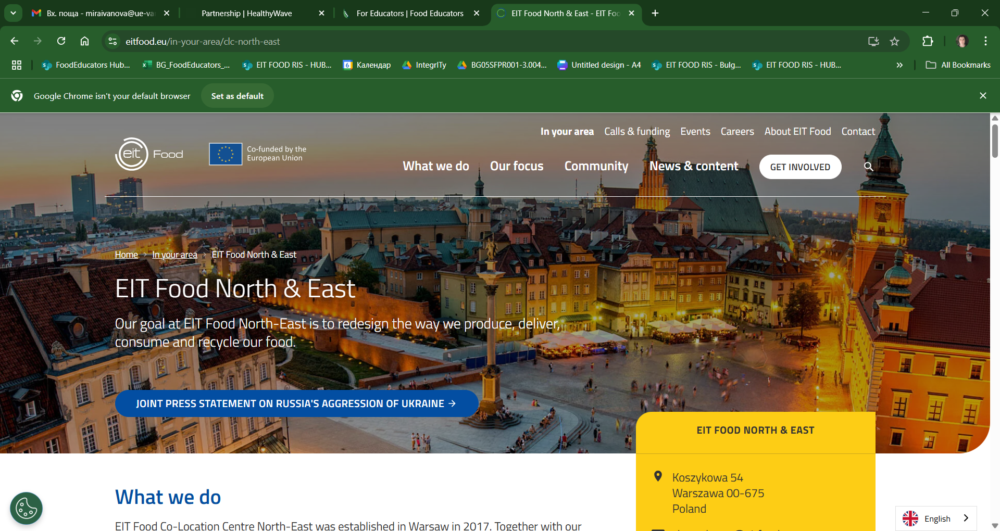 Вх. поща - miraivanova@ue-va
Partnership | HealthyWave
For Educators | Food Educators
EIT Food North & East - EIT Foo
eitfood.eu/in-your-area/clc-north-east
FoodEducators Hub...
BG_FoodEducators_...
EIT FOOD RIS - HUB...
6
Календар
IntegrITy
BG05SFPR001-3.004...
Untitled design - A4
EIT FOOD RIS - Bulg...
EIT FOOD RIS - HUB...
All Bookmarks
Google Chrome isn't your default browser
Set as default
In your area
Calls & funding
Events
Careers
About EIT Food
Contact
eit Food
Co-funded by the
European Union
What we do
Our focus
Community
News & content
GET INVOLVED
Home
In your area
EIT Food North & East
EIT Food North & East
Our goal at EIT Food North-East is to redesign the way we produce, deliver,
consume and recycle our food.
JOINT PRESS STATEMENT ON RUSSIA'S AGGRESSION OF UKRAINE
EIT FOOD NORTH & EAST
Koszykowa 54
Warszawa 00-675
Poland
What we do
EIT Food Co-Location Centre North-East was established in Warsaw in 2017. Together with our
English